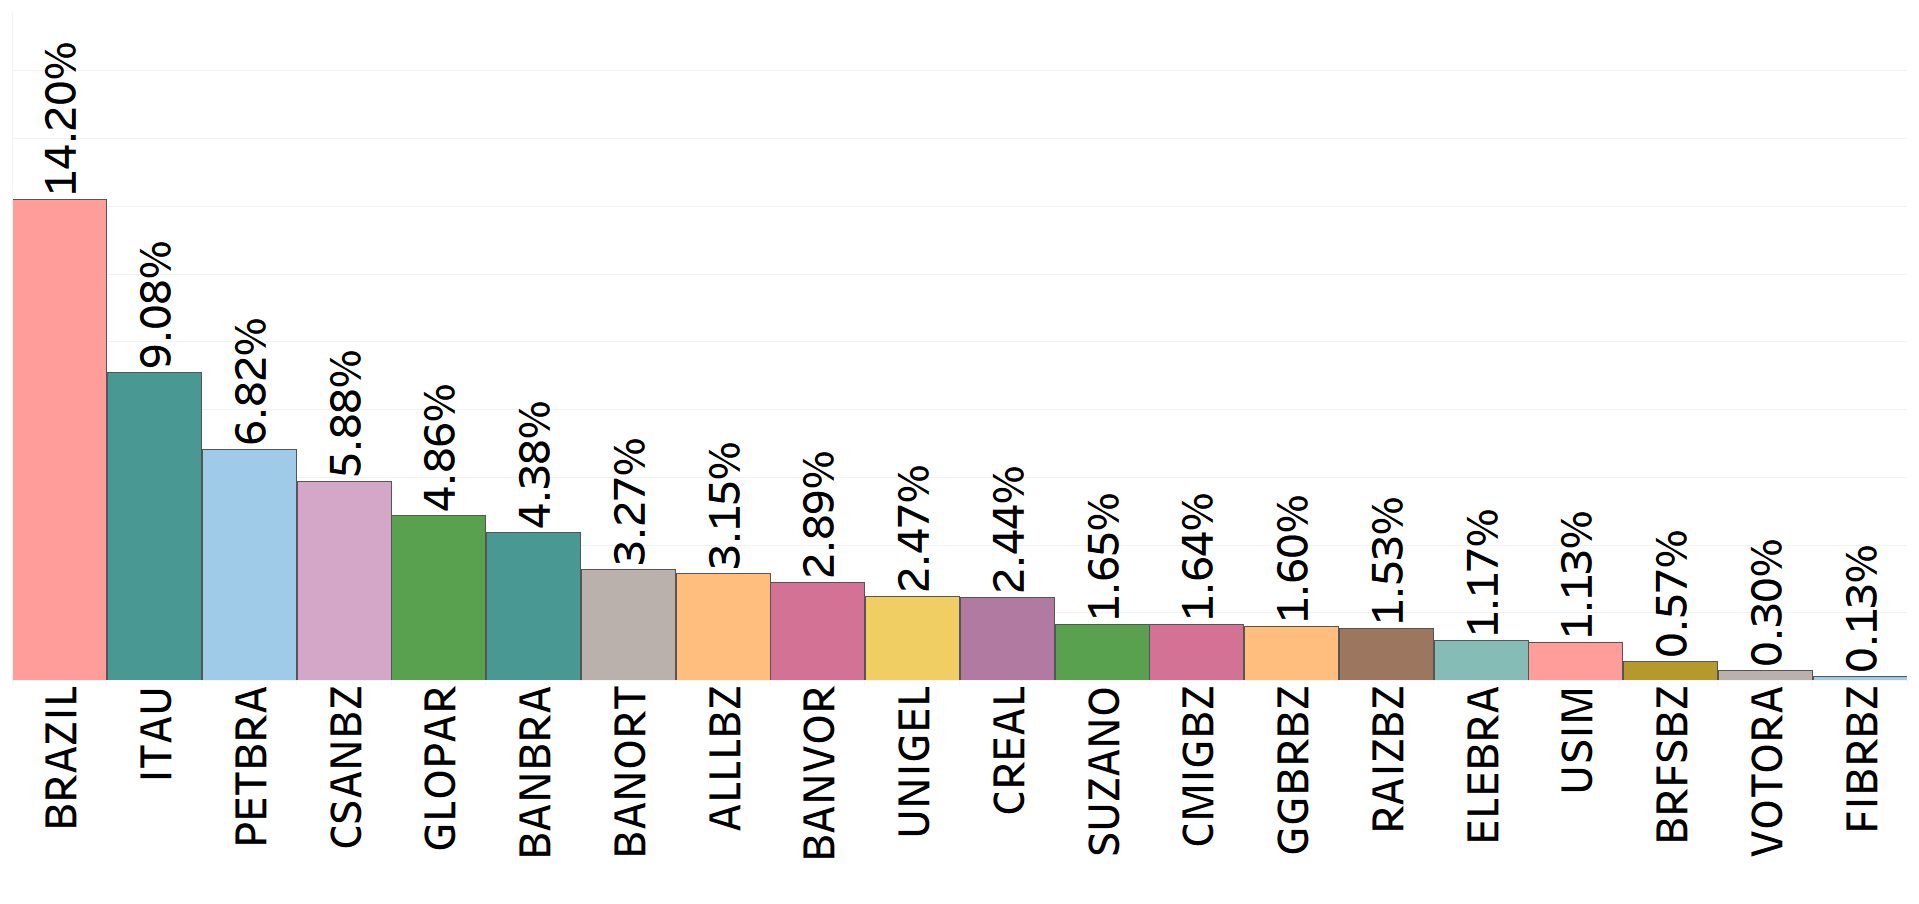 14.20%
9.08%
6.82%
5.88%
4.86%
4.38%
3.27%
3.15%
2.89%
2.47%
2.44%
1.65%
1.64%
1.60%
1.53%
1.17%
1.13%
0.57%
0.30%
0.13%
BRAZIL
ITAU
PETBRA
CSANBZ
GLOPAR
BANBRA
BANORT
ALLLBZ
BANVOR
UNIGEL
CREAL
SUZANO
CMIGBZ
GGBRBZ
RAIZBZ
ELEBRA
USIM
BRFSBZ
VOTORA
FIBRBZ